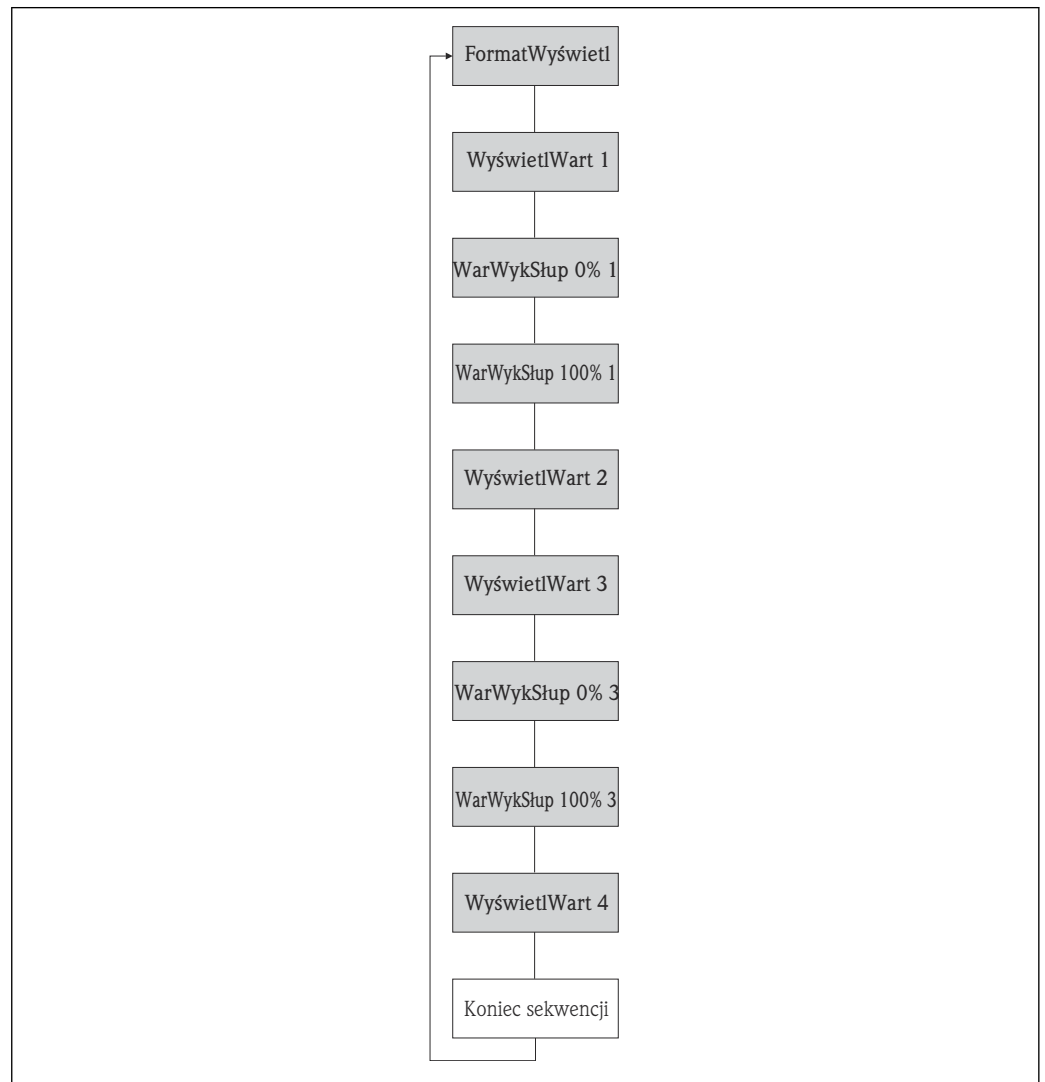 FormatWyświetl
WyświetlWart 1
WarWykSłup 0% 1
WarWykSłup 100% 1
WyświetlWart 2
WyświetlWart 3
WarWykSłup 0% 3
WarWykSłup 100% 3
WyświetlWart 4
Koniec sekwencji